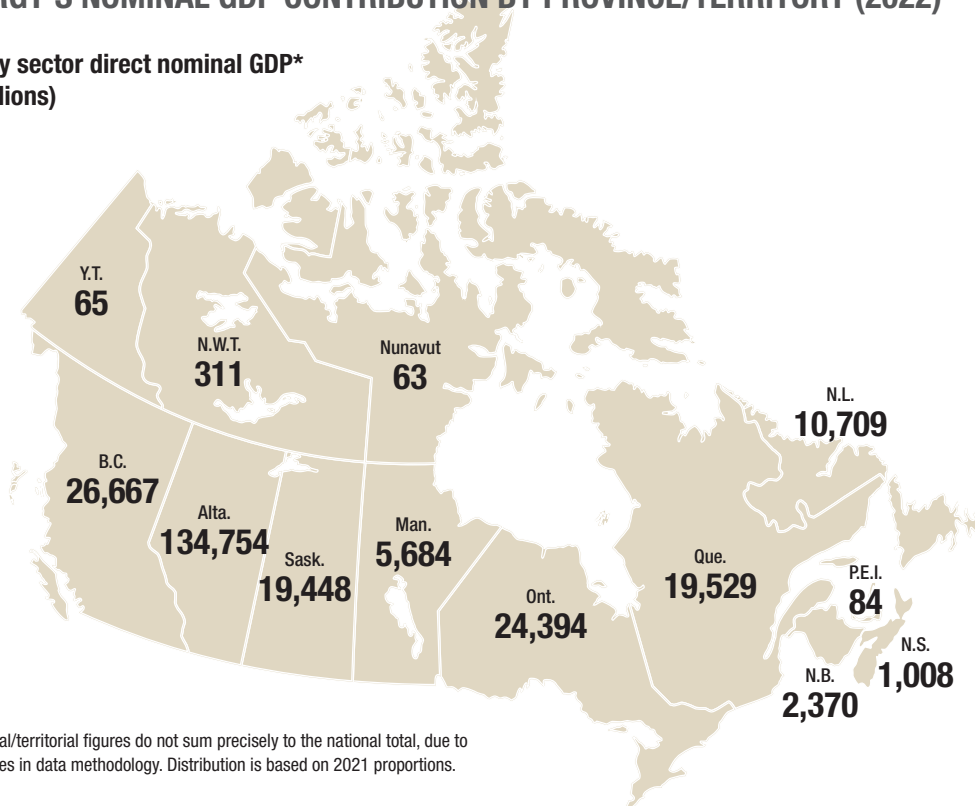 NOMINAL GDP CONTRIBUTION BY PROVINCE/TERRITORY (2022)
sector direct nominal GDP*
Y.T.
65
N.W.T.
311
Nunavut
63
N.L.
10,709
B.C.
26,667
Alta.
134,754
Sask.
19,448
Man.
5,684
Ont.
24,394
Que.
19,529
P.E.I.
84
N.S.
1,008
N.B.
2,370
al/territorial figures do not sum precisely to the national total, due to
es in data methodology. Distribution is based on 2021 proportions.